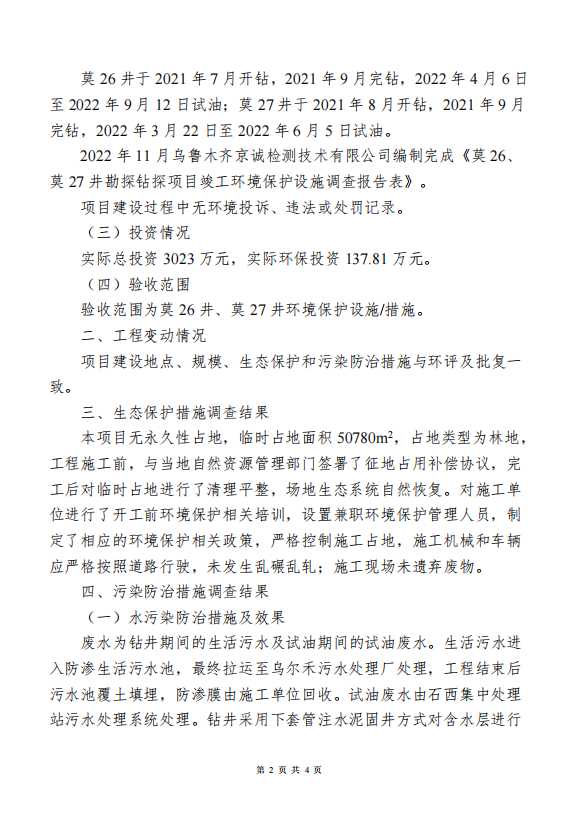 莫 26 井于 2021 年 7 月开钻，2021 年 9 月完钻，2022 年 4 月 6 日
至 2022 年 9 月 12 日试油；莫 27 井于 2021 年 8 月开钻，2021 年 9 月
完钻，2022 年 3 月 22 日至 2022 年 6 月 5 日试油。
2022 年 11 月乌鲁木齐京诚检测技术有限公司编制完成《莫 26、
莫 27 井勘探钻探项目竣工环境保护设施调查报告表》。
项目建设过程中无环境投诉、违法或处罚记录。
（三）投资情况
实际总投资 3023 万元，实际环保投资 137.81 万元。
（四）验收范围
验收范围为莫 26 井、莫 27 井环境保护设施/措施。
二、工程变动情况
项目建设地点、规模、生态保护和污染防治措施与环评及批复一
致。
三、生态保护措施调查结果
本项目无永久性占地，临时占地面积 50780m²，占地类型为林地，
工程施工前，与当地自然资源管理部门签署了征地占用补偿协议，完
工后对临时占地进行了清理平整，场地生态系统自然恢复。对施工单
位进行了开工前环境保护相关培训，设置兼职环境保护管理人员，制
定了相应的环境保护相关政策，严格控制施工占地，施工机械和车辆
应严格按照道路行驶，未发生乱碾乱轧；施工现场未遗弃废物。
四、污染防治措施调查结果
（一）水污染防治措施及效果
废水为钻井期间的生活污水及试油期间的试油废水。生活污水进
入防渗生活污水池，最终拉运至乌尔禾污水处理厂处理，工程结束后
污水池覆土填埋，防渗膜由施工单位回收。试油废水由石西集中处理
站污水处理系统处理。钻井采用下套管注水泥固井方式对含水层进行
第 2 页 共 4 页